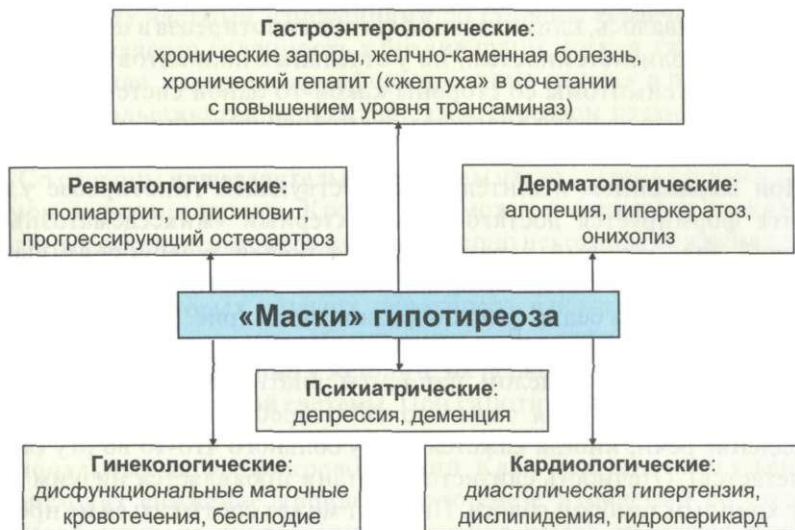 Гастроэнтерологические:
хронические запоры, желчно-каменная болезнь,
хронический гепатит («желтуха» в сочетании
с повышением уровня трансаминаз)
Ревматологические:
полиартрит, полисиновит,
прогрессирующий остеоартроз
Дерматологические:
алопеция, гиперкератоз,
онихолиз
«Маски» гипотиреоза
Психиатрические:
депрессия, деменция
Гинекологические:
дисфункциональные маточные
кровотечения, бесплодие
Кардиологические:
диастолическая гипертензия,
дислипидемия, гидроперикард